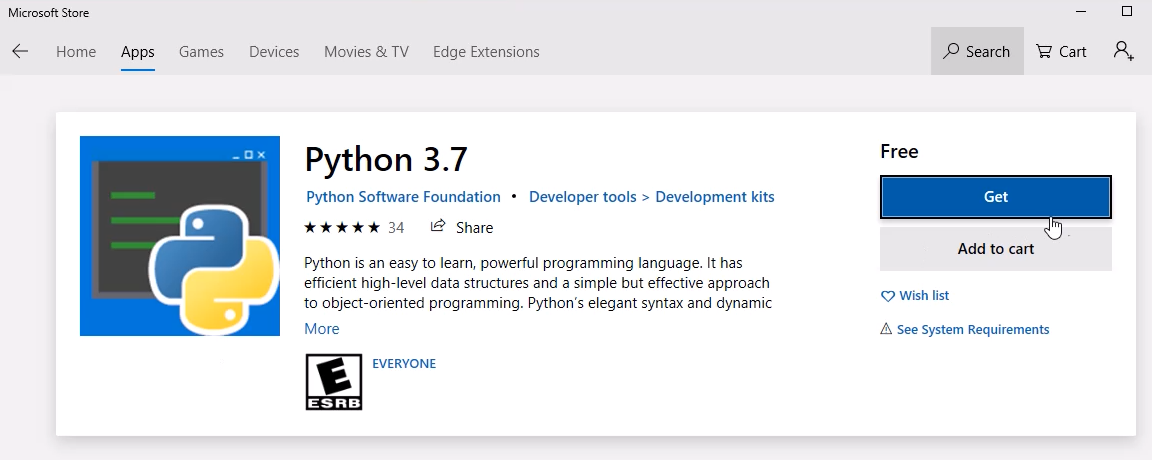 Microsoft Store
Home Apps Games Devices Movies & TV Edge Extensions Search Cart
Python 3.7
Python Software Foundation • Developer tools > Development kits
★★★★★ 34 Share
Python is an easy to learn, powerful programming language. It has
efficient high-level data structures and a simple but effective approach
to object-oriented programming. Python's elegant syntax and dynamic
More
E
ESRB
EVERYONE
Free
Get
Add to cart
Wish list
See System Requirements